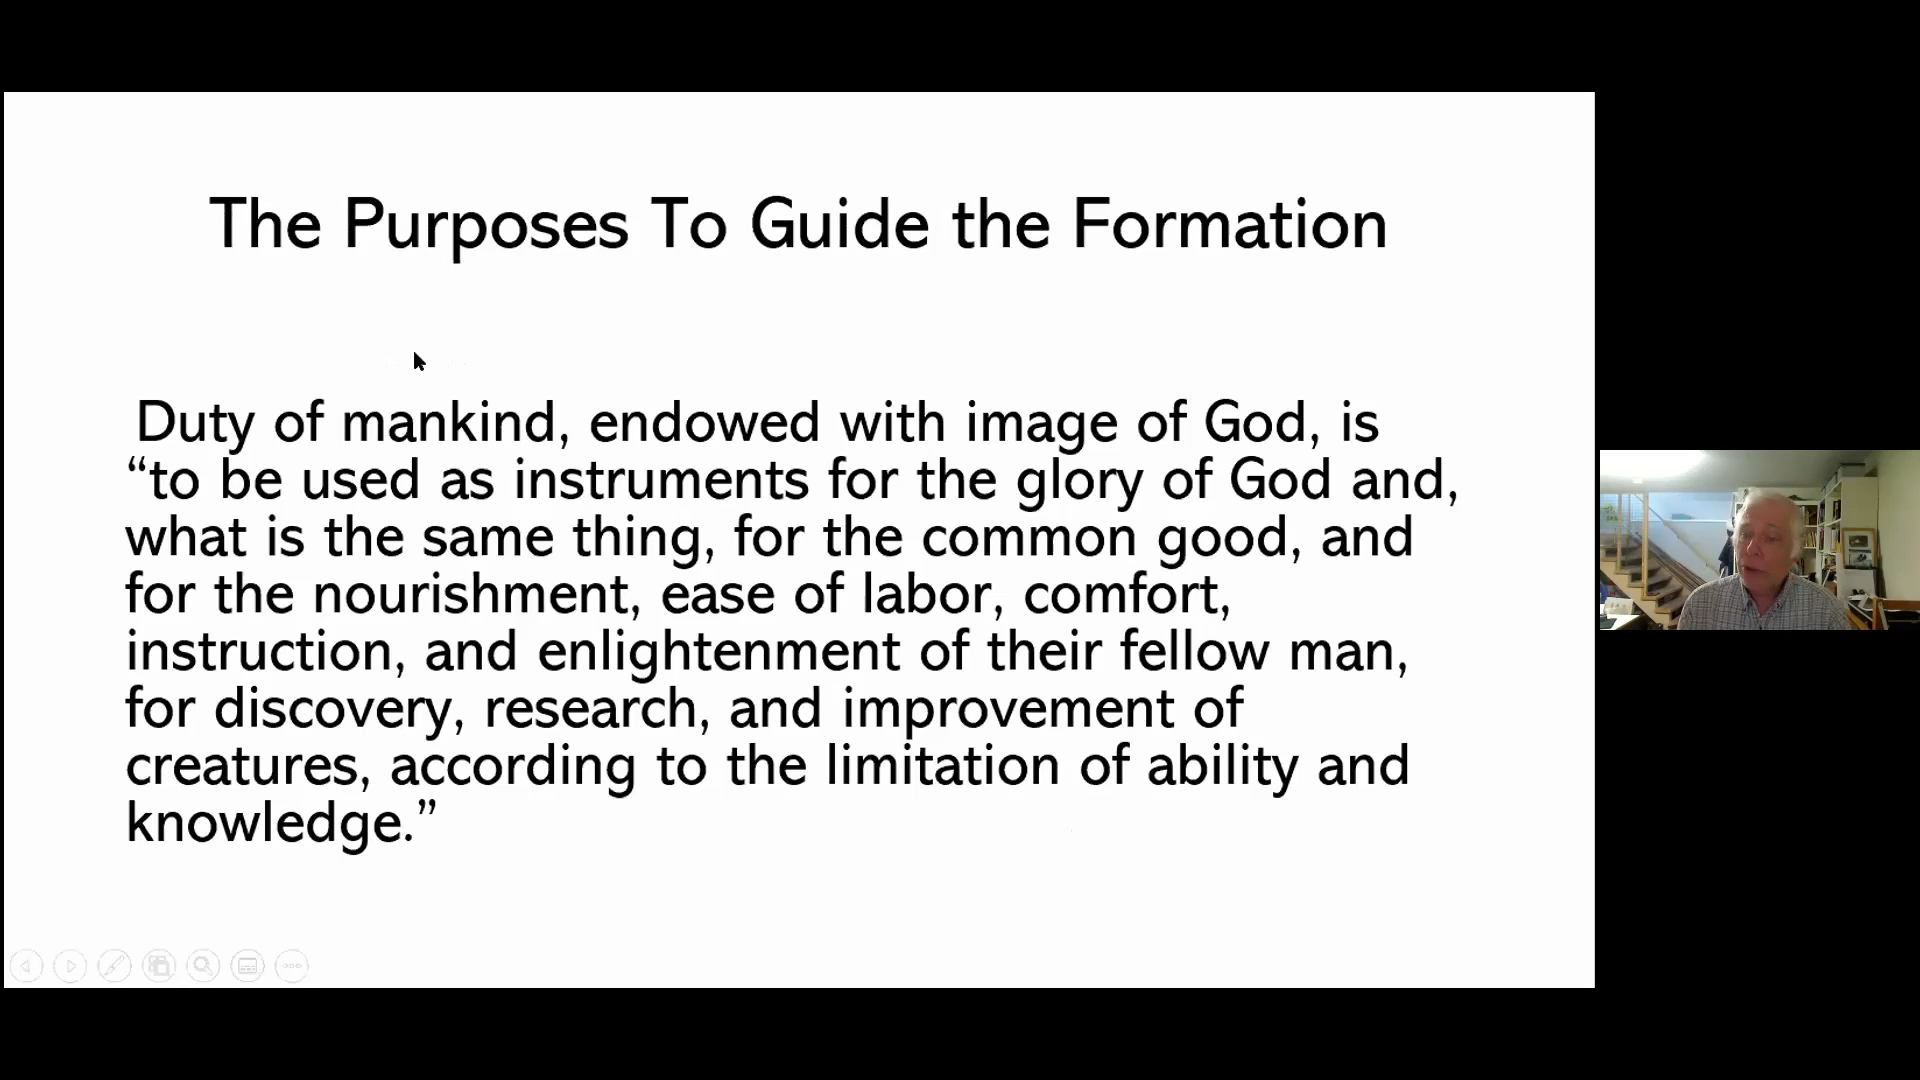 The Purposes To Guide the Formation
Duty of mankind, endowed with image of God, is
“to be used as instruments for the glory of God and,
what is the same thing, for the common good, and
for the nourishment, ease of labor, comfort,
instruction, and enlightenment of their fellow man,
for discovery, research, and improvement of
creatures, according to the limitation of ability and
knowledge.”